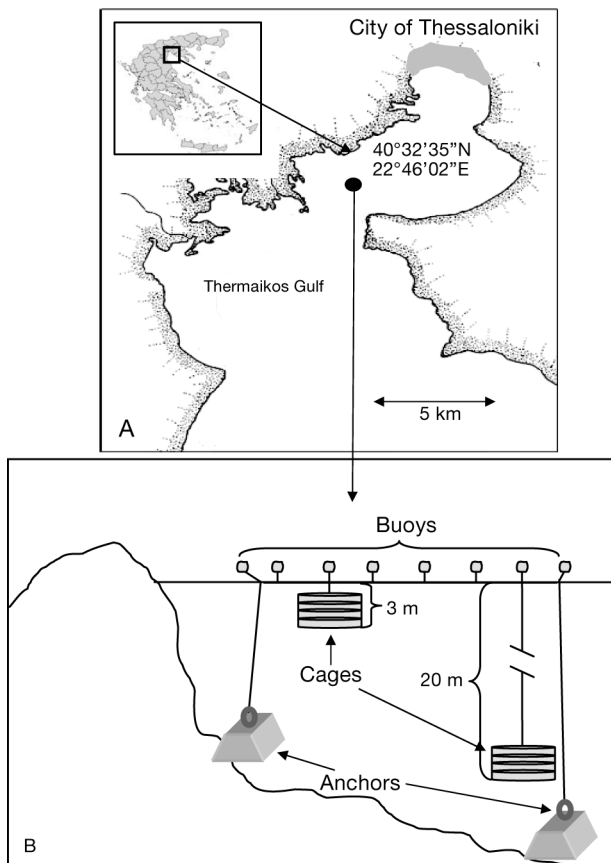 City of Thessaloniki
40°32'35”N
22°46'02”E
Thermaikos Gulf
5 km
A
Buoys
3 m
Cages
20 m
Anchors
B